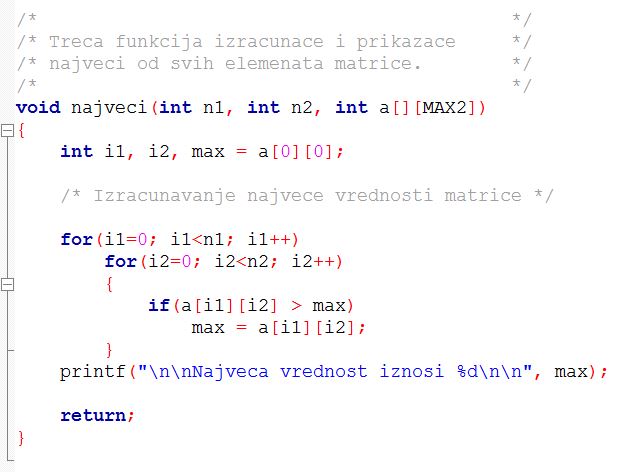 /*                                           */
/* Treca funkcija izracunace i prikazace     */
/* najveci od svih elemenata matrice.        */
/*                                           */
void najveci(int n1, int n2, int a[][MAX2])
{
    int i1, i2, max = a[0][0];
    /* Izracunavanje najvece vrednosti matrice */
    for(i1=0; i1<n1; i1++)
        for(i2=0; i2<n2; i2++)
        {
            if(a[i1][i2] > max)
                max = a[i1][i2];
        }
    printf("\n\nNajveca vrednost iznosi %d\n\n", max);
    return;
}